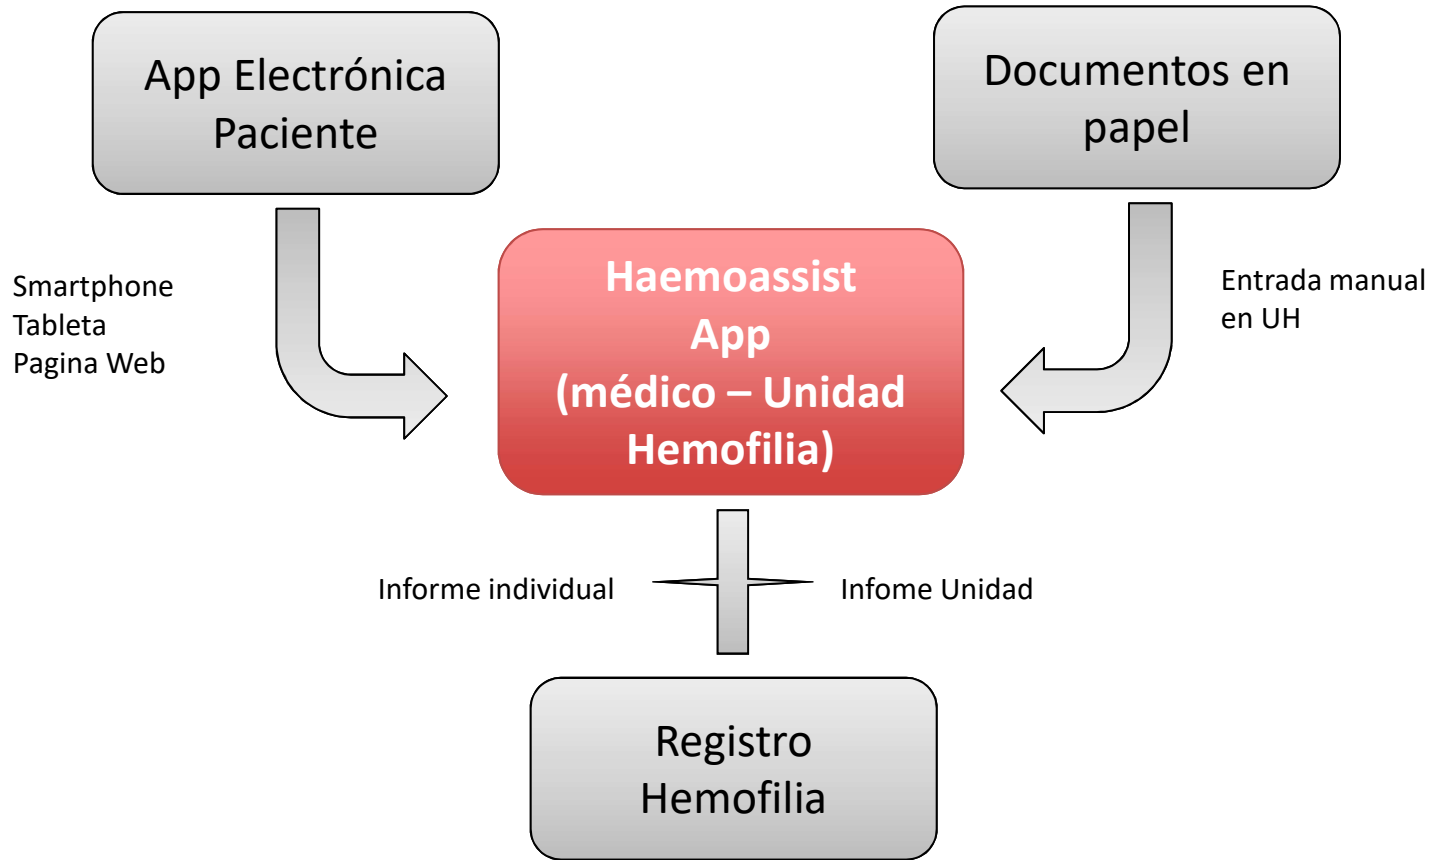 App Electrónica
Paciente
Documentos en
papel
Smartphone
Tableta
Pagina Web
Haemoassist
App
(médico – Unidad
Hemofilia)
Entrada manual
en UH
Informe individual
Infome Unidad
Registro
Hemofilia